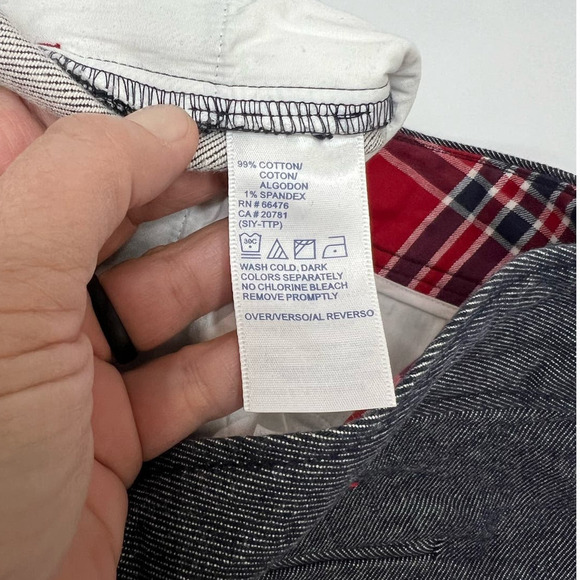 99% COTTON/
COTON/
ALGODON
1% SPANDEX
RN # 66476
CA # 20781
(SIY-TTP)
30C
WASH COLD, DARK
COLORS SEPARATELY
NO CHLORINE BLEACH
REMOVE PROMPTLY
OVER/VERSO/AL REVERSO